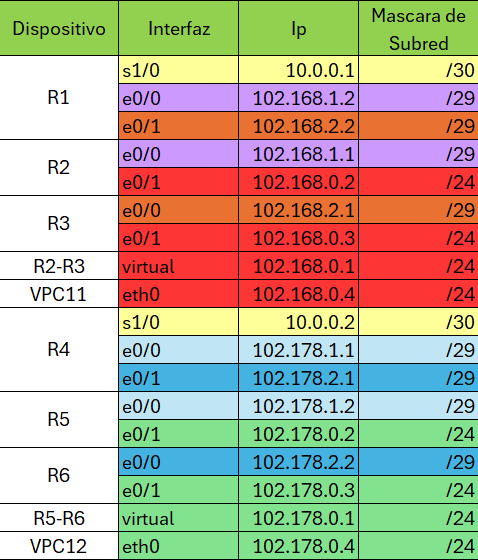 Dispositivo Interfaz Ip Mascara de Subred
R1 s1/0 10.0.0.1 /30
e0/0 102.168.1.2 /29
e0/1 102.168.2.2 /29
R2 e0/0 102.168.1.1 /29
e0/1 102.168.0.2 /24
R3 e0/0 102.168.2.1 /29
e0/1 102.168.0.3 /24
R2-R3 virtual 102.168.0.1 /24
VPC11 eth0 102.168.0.4 /24
R4 s1/0 10.0.0.2 /30
e0/0 102.178.1.1 /29
e0/1 102.178.2.1 /29
R5 e0/0 102.178.1.2 /29
e0/1 102.178.0.2 /24
R6 e0/0 102.178.2.2 /29
e0/1 102.178.0.3 /24
R5-R6 virtual 102.178.0.1 /24
VPC12 eth0 102.178.0.4 /24